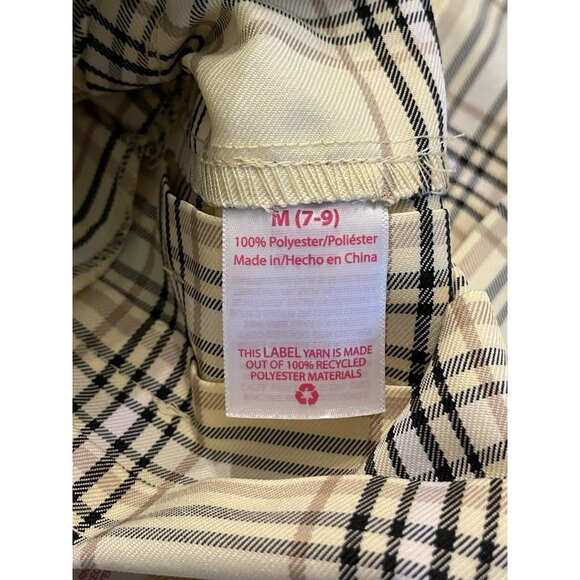 M (7-9)
100% Polyester/Poliéster
Made in/Hecho en China
THIS LABEL YARN IS MADE
OUT OF 100% RECYCLED
POLYESTER MATERIALS